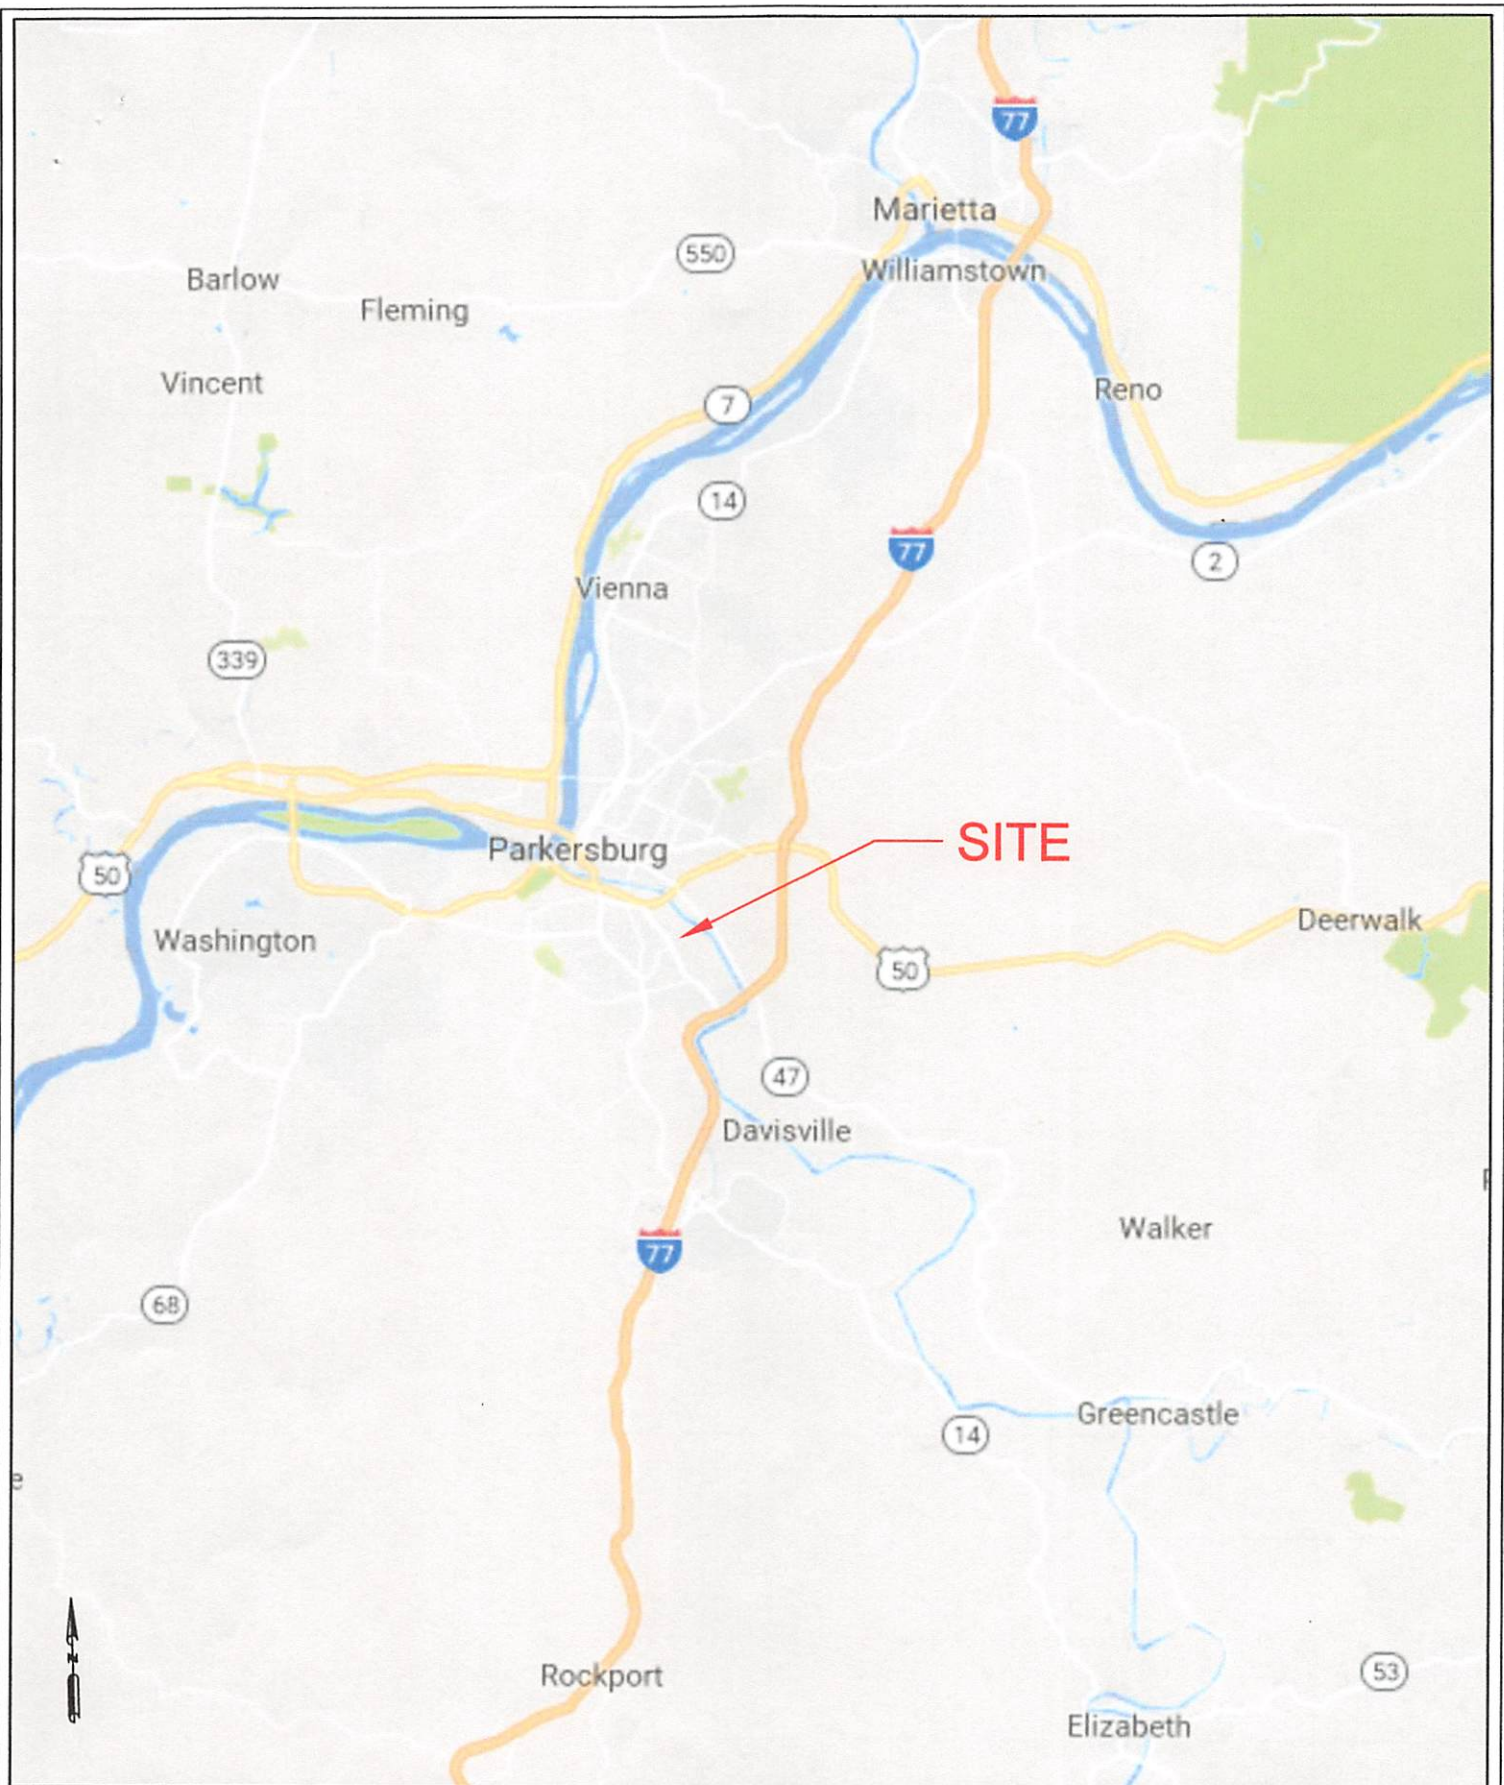 77
Marietta
550
Williamstown
Barlow
Fleming
Vincent
Reno
7
14
77
2
Vienna
339
SITE
Parkersburg
50
Deerwalk
Washington
50
47
Davisville
Walker
77
68
Greencastle
14
e
N
53
Rockport
Elizabeth